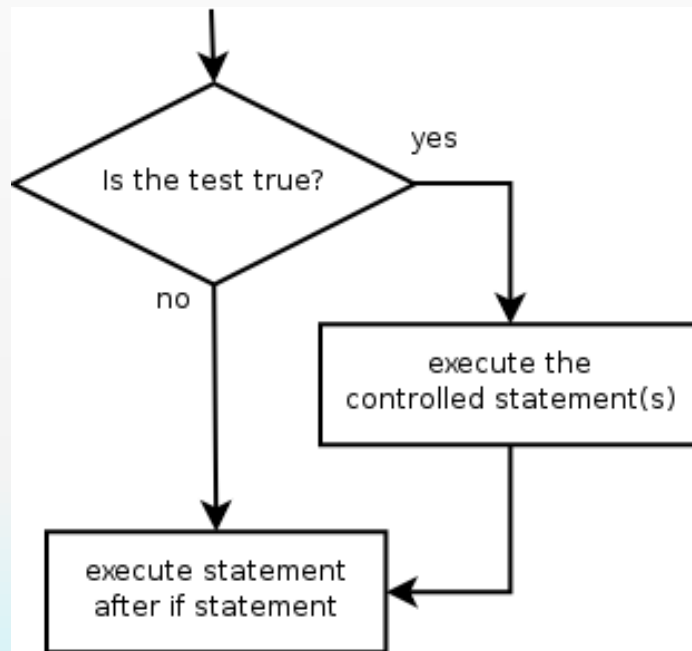 Is the test true?
yes
no
execute the
controlled statement(s)
execute statement
after if statement